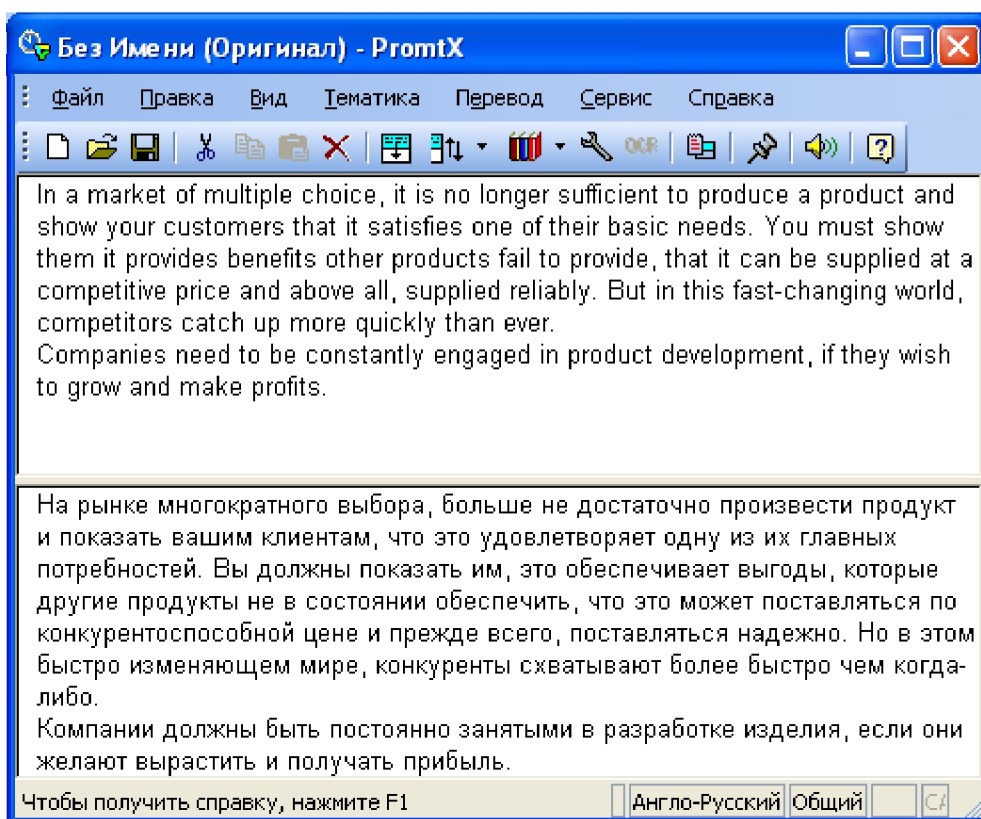 Без Имени (Оригинал) - PromtX
Файл Правка Вид Тематика Перевод Сервис Справка
OCR
In a market of multiple choice, it is no longer sufficient to produce a product and
show your customers that it satisfies one of their basic needs. You must show
them it provides benefits other products fail to provide, that it can be supplied at a
competitive price and above all, supplied reliably. But in this fast-changing world,
competitors catch up more quickly than ever.
Companies need to be constantly engaged in product development, if they wish
to grow and make profits.
На рынке многократного выбора, больше не достаточно произвести продукт
и показать вашим клиентам, что это удовлетворяет одну из их главных
потребностей. Вы должны показать им, это обеспечивает выгоды, которые
другие продукты не в состоянии обеспечить, что это может поставляться по
конкурентоспособной цене и прежде всего, поставляться надежно. Но в этом
быстро изменяющем мире, конкуренты схватывают более быстро чем когда-
либо.
Компании должны быть постоянно занятыми в разработке изделия, если они
желают вырастить и получать прибыль.
Чтобы получить справку, нажмите F1 Англо-Русский Общий